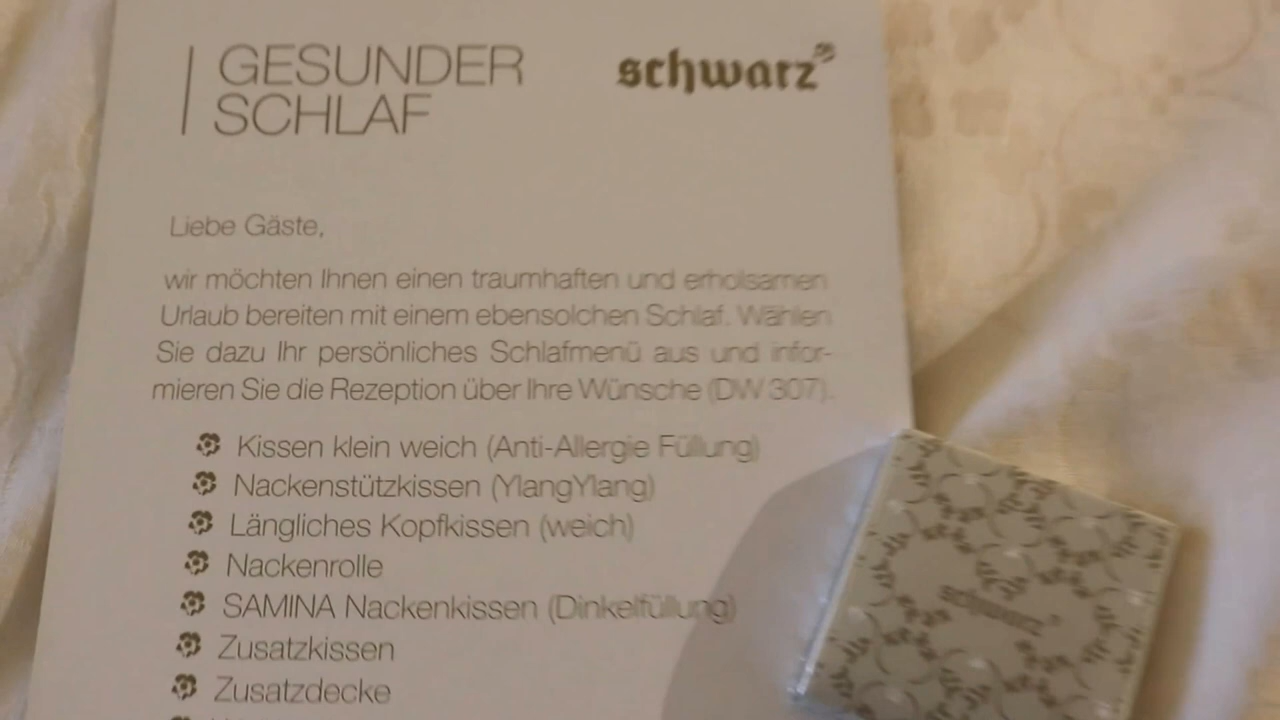 GESUNDER
SCHLAF
schwarz
Liebe Gäste,
wir möchten Ihnen einen traumhaften und erholsamen
Urlaub bereiten mit einem ebensolchen Schlaf. Wählen
Sie dazu Ihr persönliches Schlafmenü aus und infor-
mieren Sie die Rezeption über Ihre Wünsche (DW 307).
Kissen klein weich (Anti-Allergie Füllung)
Nackenstützkissen (YlangYlang)
Längliches Kopfkissen (weich)
Nackenrolle
SAMINA Nackenkissen (Dinkelfüllung)
Zusatzkissen
Zusatzdecke
schwarz